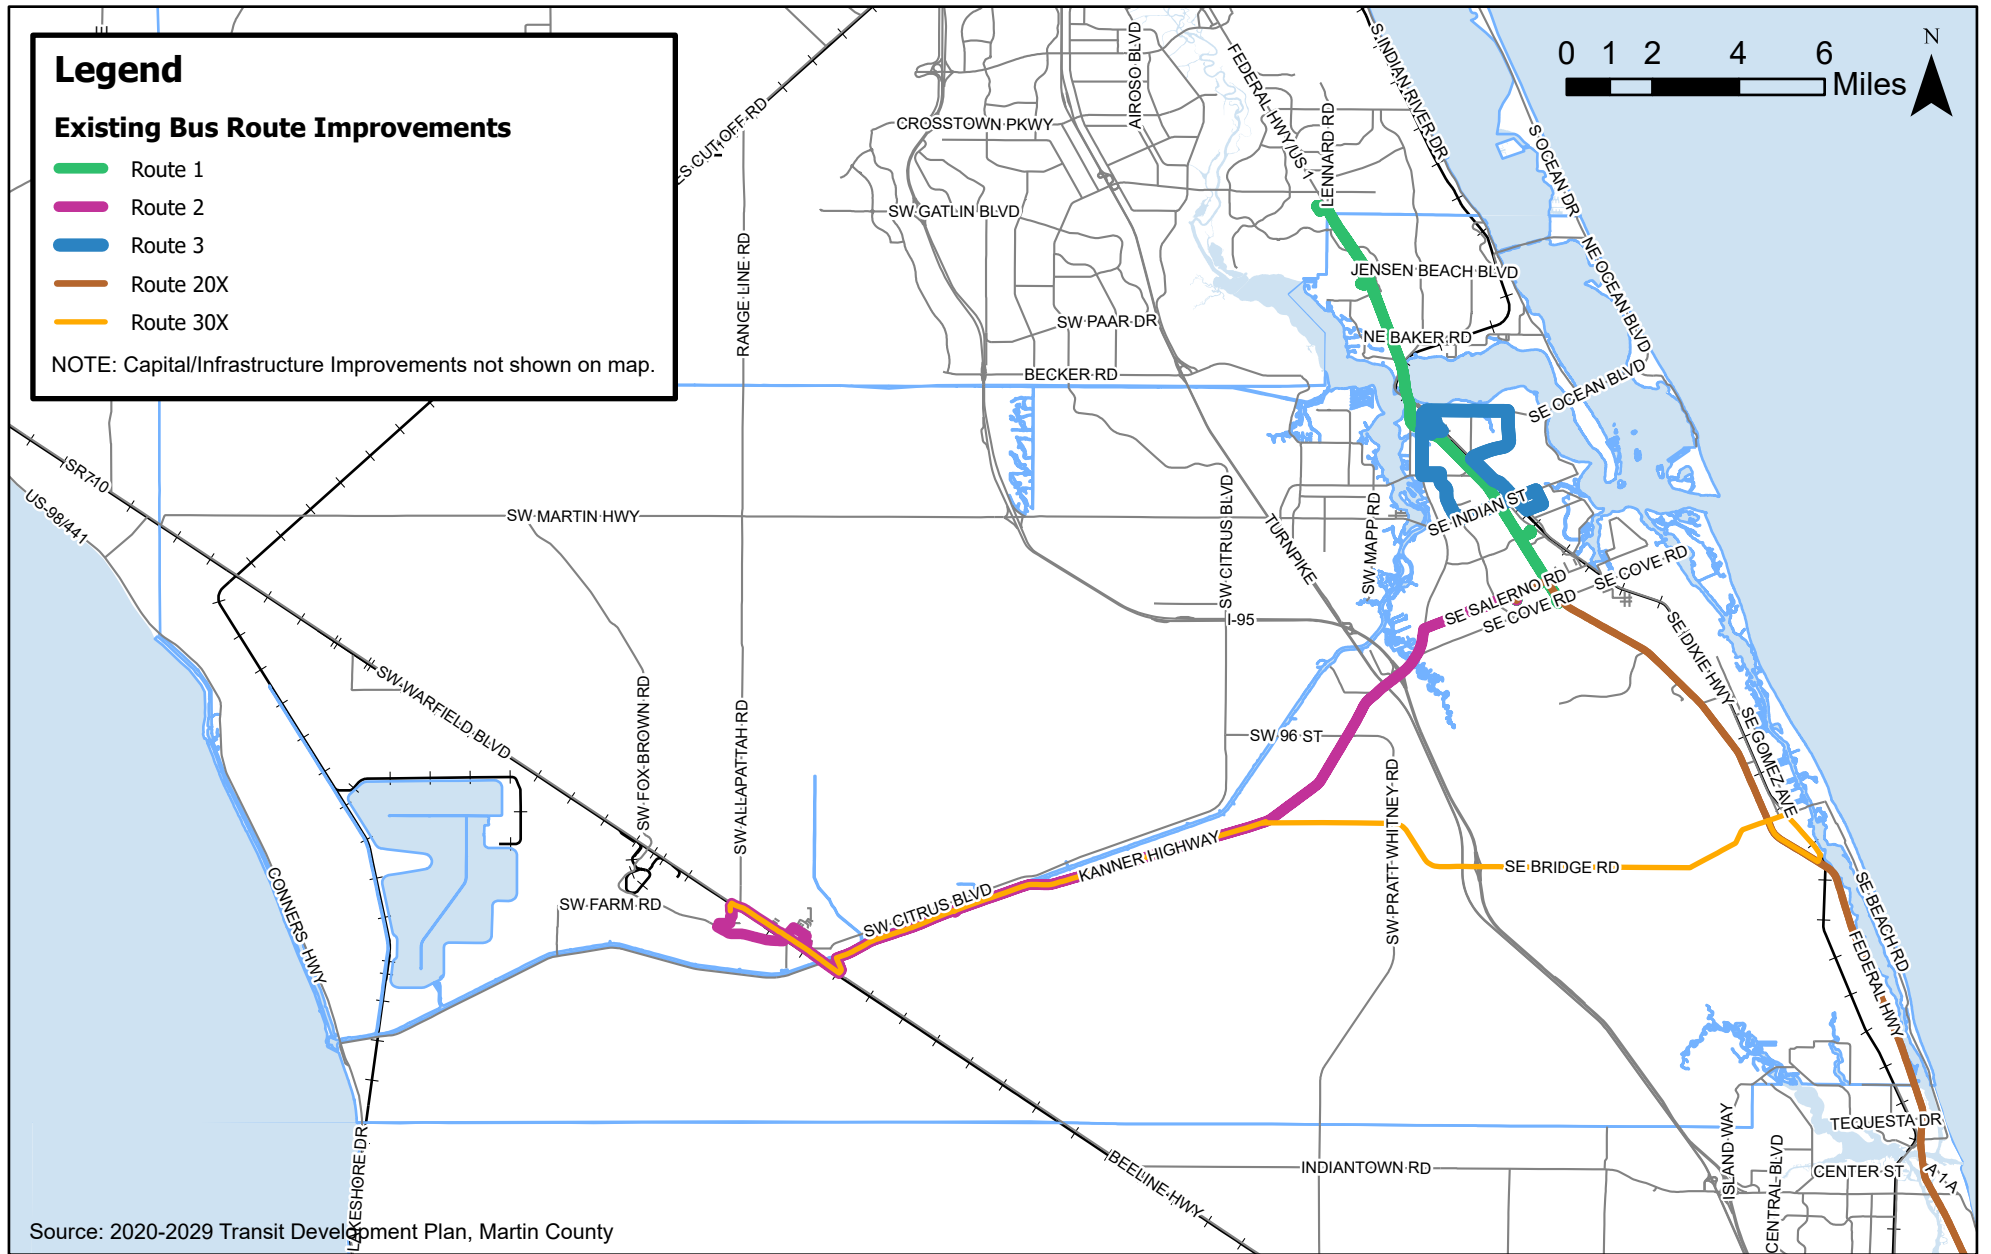 Legend
Existing Bus Route Improvements
Route 1
Route 2
Route 3
Route 20X
Route 30X
NOTE: Capital/Infrastructure Improvements not shown on map.
0 1 2 4 6
Miles
N
ES CUT OFF RD
CROSSTOWN PKWY
AIROSO BLVD
FEDERAL HWY/US 1
LENNARD RD
S INDIAN RIVER DR
S OCEAN DR
NE OCEAN BLVD
SW GATLIN BLVD
RANGE LINE RD
JENSEN BEACH BLVD
SW PAAR DR
NE BAKER RD
BECKER RD
SE OCEAN BLVD
SR710
US-98/441
SW MARTIN HWY
SW CITRUS BLVD
TURNPIKE
SW MAPP RD
SE INDIAN ST
SE SALERNO RD
SE COVE RD
SE COVE RD
I-95
SE DIXIE HWY
SW WARFIELD BLVD
SW FOX BROWN RD
SW ALLAPATTAH RD
SW 96 ST
SE GOMEZ AVE
SW PRATT WHITNEY RD
KANNER HIGHWAY
SE BRIDGE RD
CONNERS HWY
SW FARM RD
SW CITRUS BLVD
SE BEACH RD
FEDERAL HWY
TEQUESTA DR
ISLAND WAY
CENTRAL BLVD
CENTER ST
A1A
INDIANTOWN RD
BEELINE HWY
LAKESHORE DR
Source: 2020-2029 Transit Development Plan, Martin County